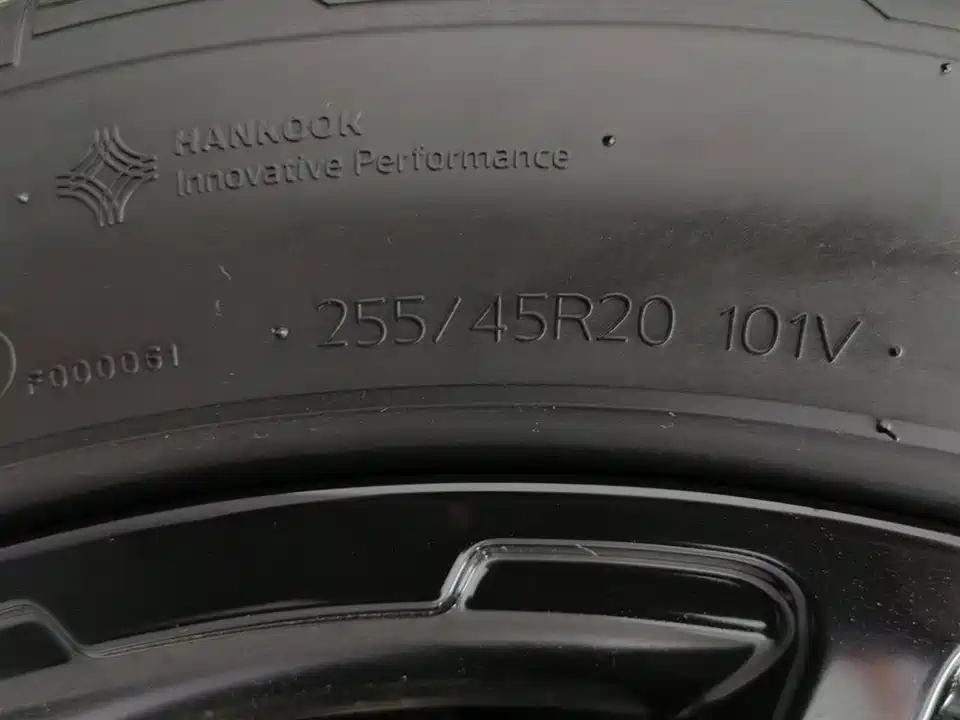 HANKOOK
Innovative Performance
255/45R20 101V
F000061